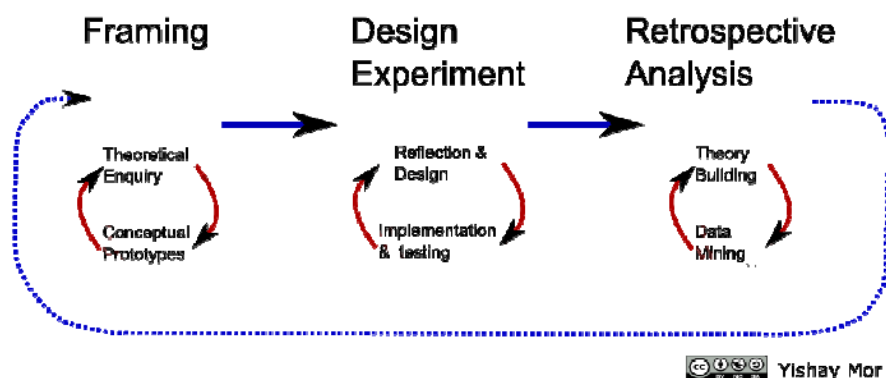 Framing
Design
Experiment
Retrospective
Analysis
Theoretical
Enquiry
Conceptual
Prototypes
Reflection &
Design
Implementation
& testing
Theory
Building
Data
Mining
cc
Yishay Mor